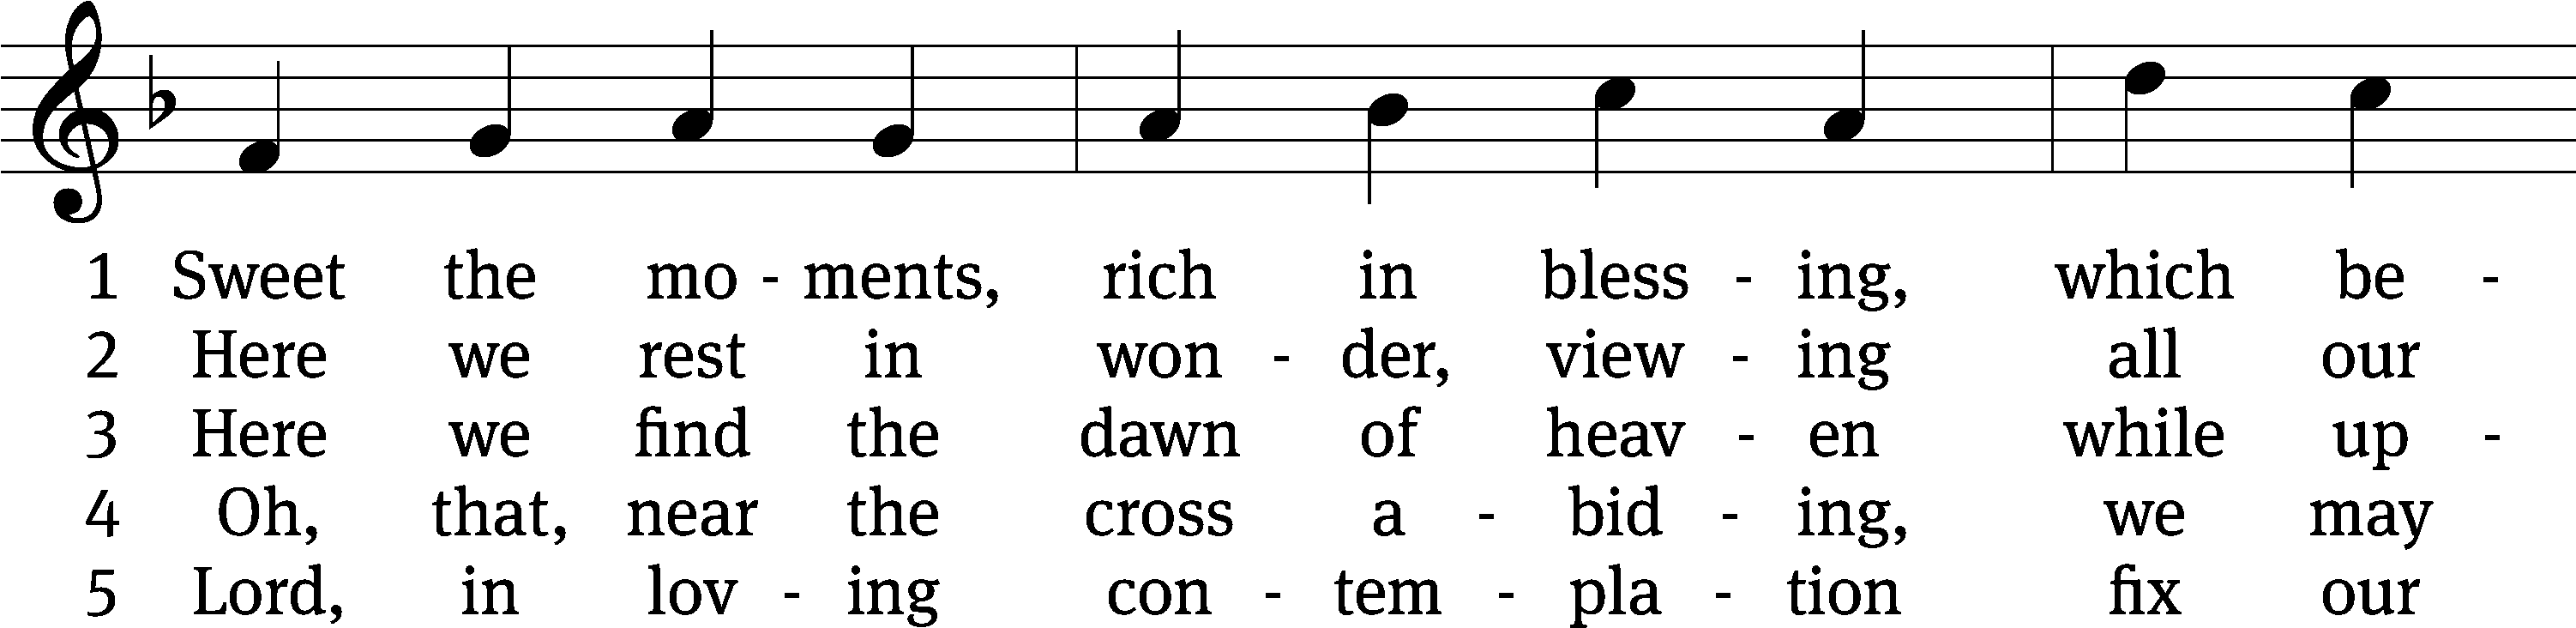 1 Sweet the mo - ments, rich in bless - ing, which be -
2 Here we rest in won - der, view - ing all our
3 Here we find the dawn of heav - en while up -
4 Oh, that, near the cross a - bid - ing, we may
5 Lord, in lov - ing con - tem - pla - tion fix our